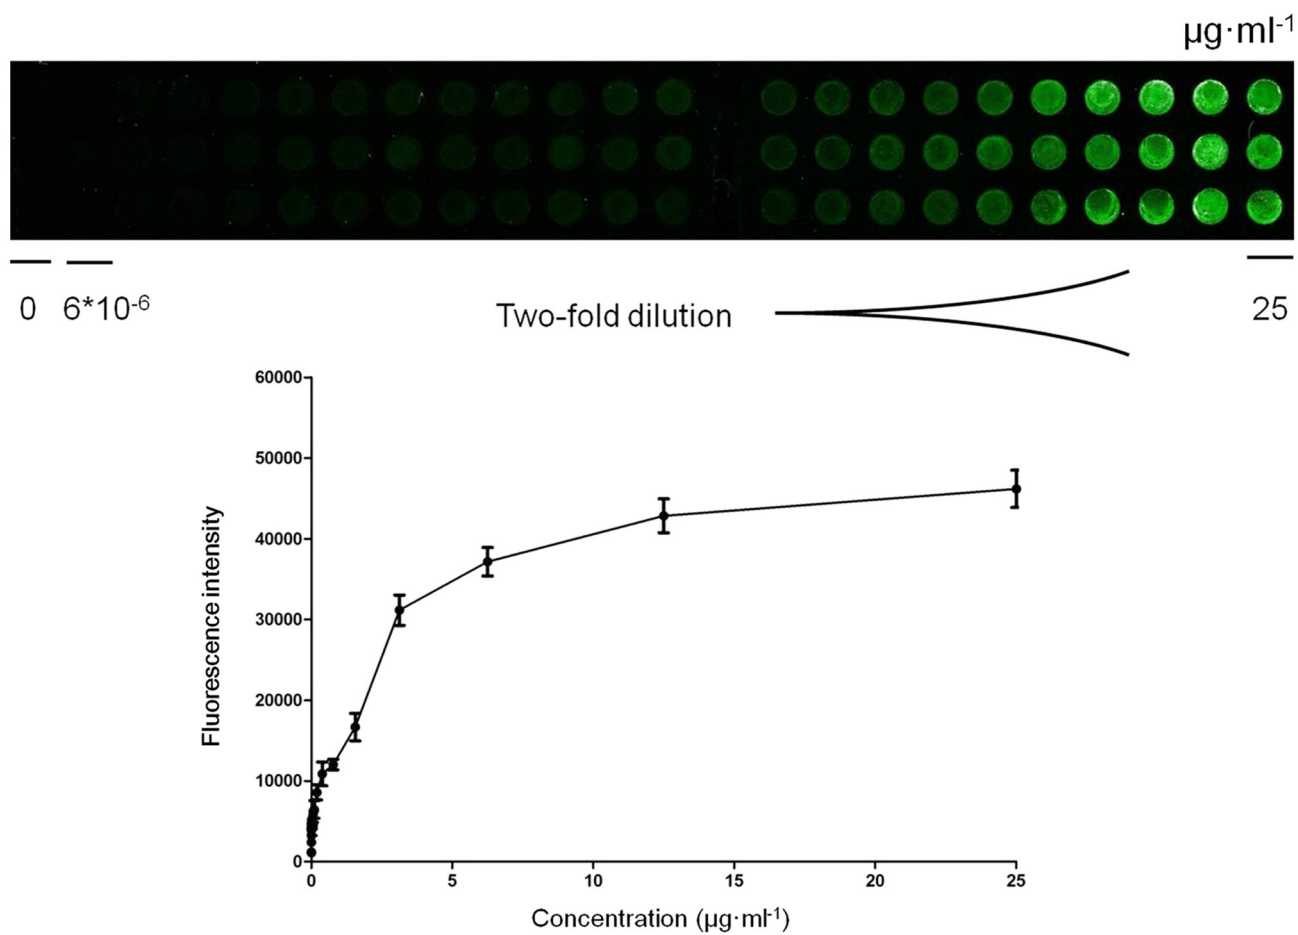 µg·ml⁻¹
0 6*10⁻⁶ 25
Two-fold dilution
60000
50000
40000
30000
20000
10000
0
Fluorescence intensity
0 5 10 15 20 25
Concentration (µg·ml⁻¹)